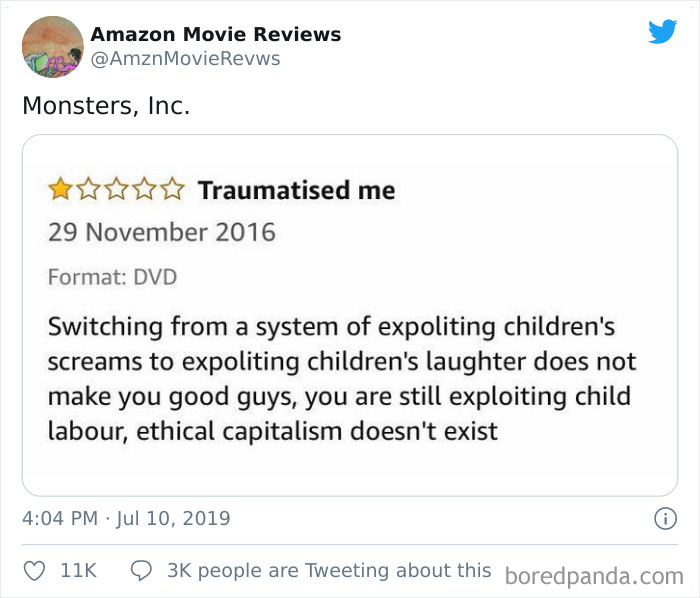 Amazon Movie Reviews
@AmznMovieRevws
Monsters, Inc.
Traumatised me
29 November 2016
Format: DVD
Switching from a system of expoliting children's
screams to expoliting children's laughter does not
make you good guys, you are still exploiting child
labour, ethical capitalism doesn't exist
4:04 PM · Jul 10, 2019
11K 3K people are Tweeting about this
boredpanda.com